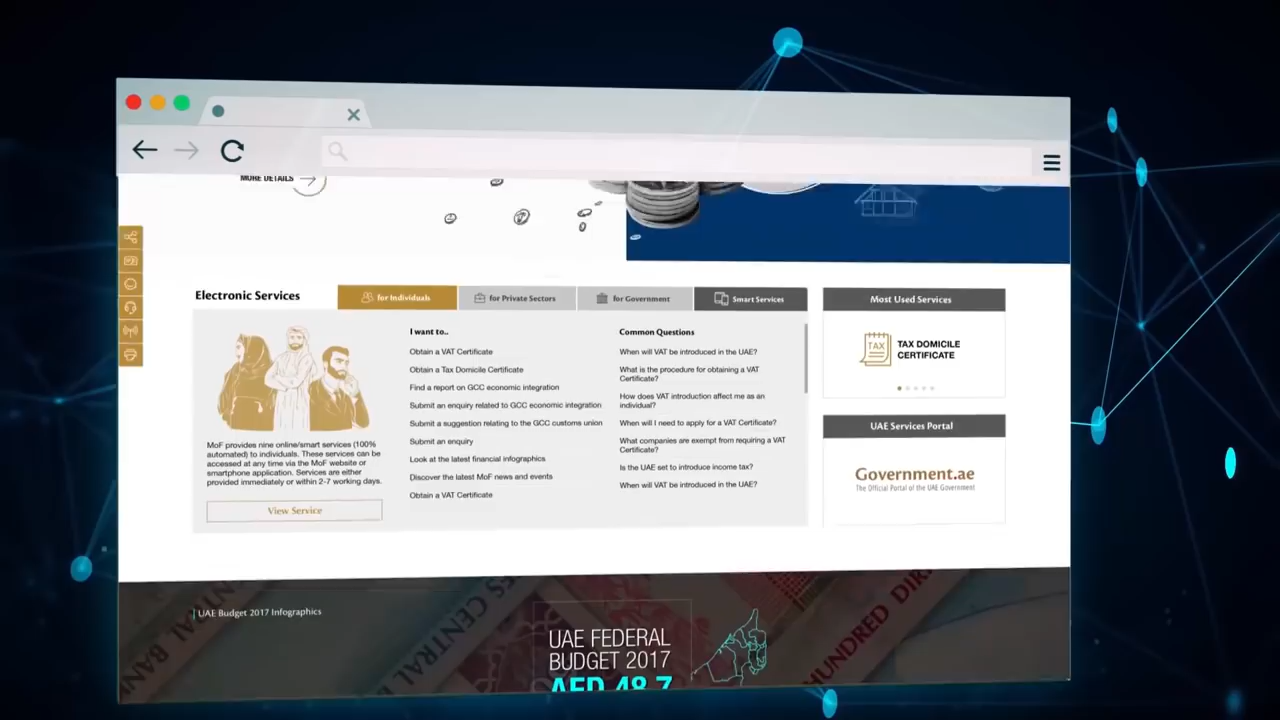 MORE DETAILS
Electronic Services
for Individuals
for Private Sectors
for Government
Smart Services
MoF provides nine online/smart services (100%
automated) to individuals. These services can be
accessed at any time via the MoF website or
smartphone application. Services are either
provided immediately or within 2-7 working days.
View Service
I want to..
Obtain a VAT Certificate
Obtain a Tax Domicile Certificate
Find a report on GCC economic integration
Submit an enquiry related to GCC economic integration
Submit a suggestion relating to the GCC customs union
Submit an enquiry
Look at the latest financial infographics
Discover the latest MoF news and events
Obtain a VAT Certificate
Common Questions
When will VAT be introduced in the UAE?
What is the procedure for obtaining a VAT
Certificate?
How does VAT introduction affect me as an
individual?
When will I need to apply for a VAT Certificate?
What companies are exempt from requiring a VAT
Certificate?
Is the UAE set to introduce income tax?
When will VAT be introduced in the UAE?
Most Used Services
TAX
TAX DOMICILE
CERTIFICATE
UAE Services Portal
Government.ae
The Official Portal of the UAE Government
UAE Budget 2017 Infographics
UAE FEDERAL
BUDGET 2017
AED 48.7
CENTRAL
HUNDRED DIR